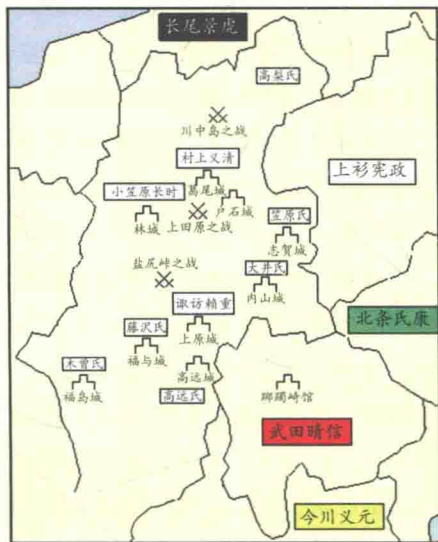 长尾景虎
高梨氏
川中岛之战
村上义清
上杉宪政
小笠原长时
葛尾城
户石城
笠原氏
林城
上田原之战
志贺城
盐尻峠之战
大井氏
内山城
诹访赖重
北条氏康
藤沢氏
上原城
福与城
木曾氏
高远城
福岛城
高远氏
踯躅崎馆
武田晴信
今川义元